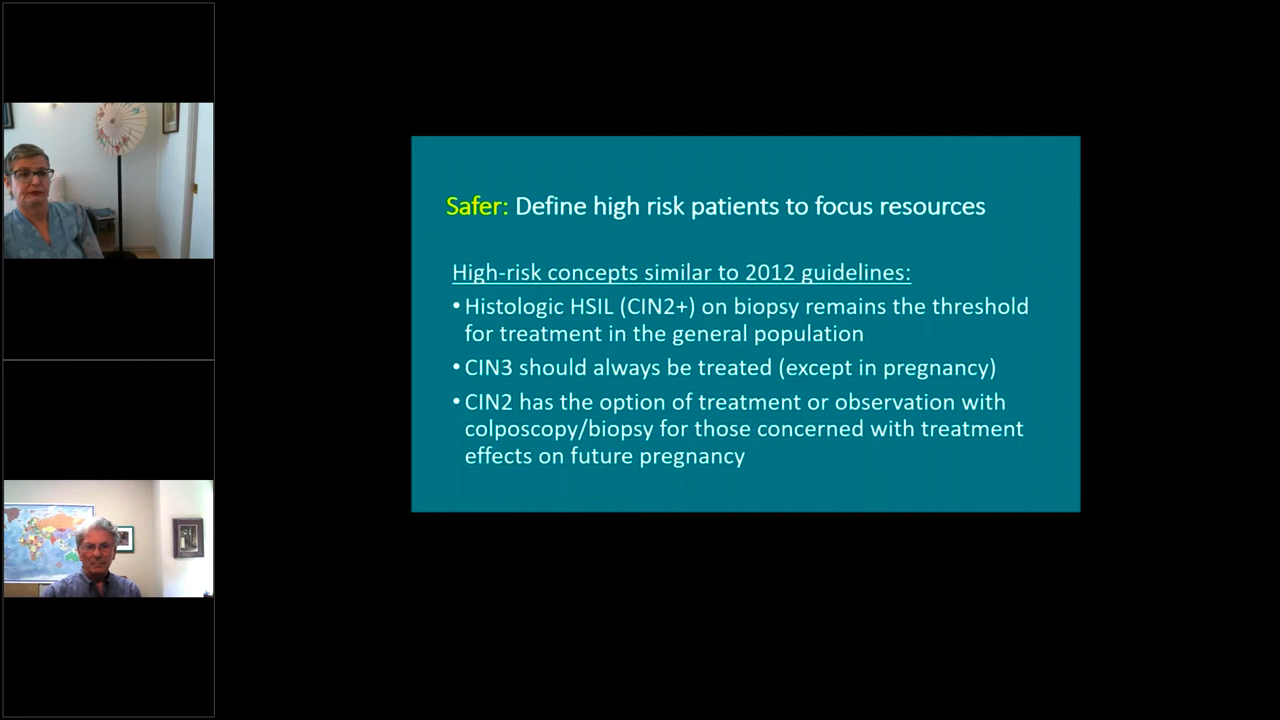 Safer: Define high risk patients to focus resources
High-risk concepts similar to 2012 guidelines:
•Histologic HSIL (CIN2+) on biopsy remains the threshold
for treatment in the general population
•CIN3 should always be treated (except in pregnancy)
•CIN2 has the option of treatment or observation with
colposcopy/biopsy for those concerned with treatment
effects on future pregnancy